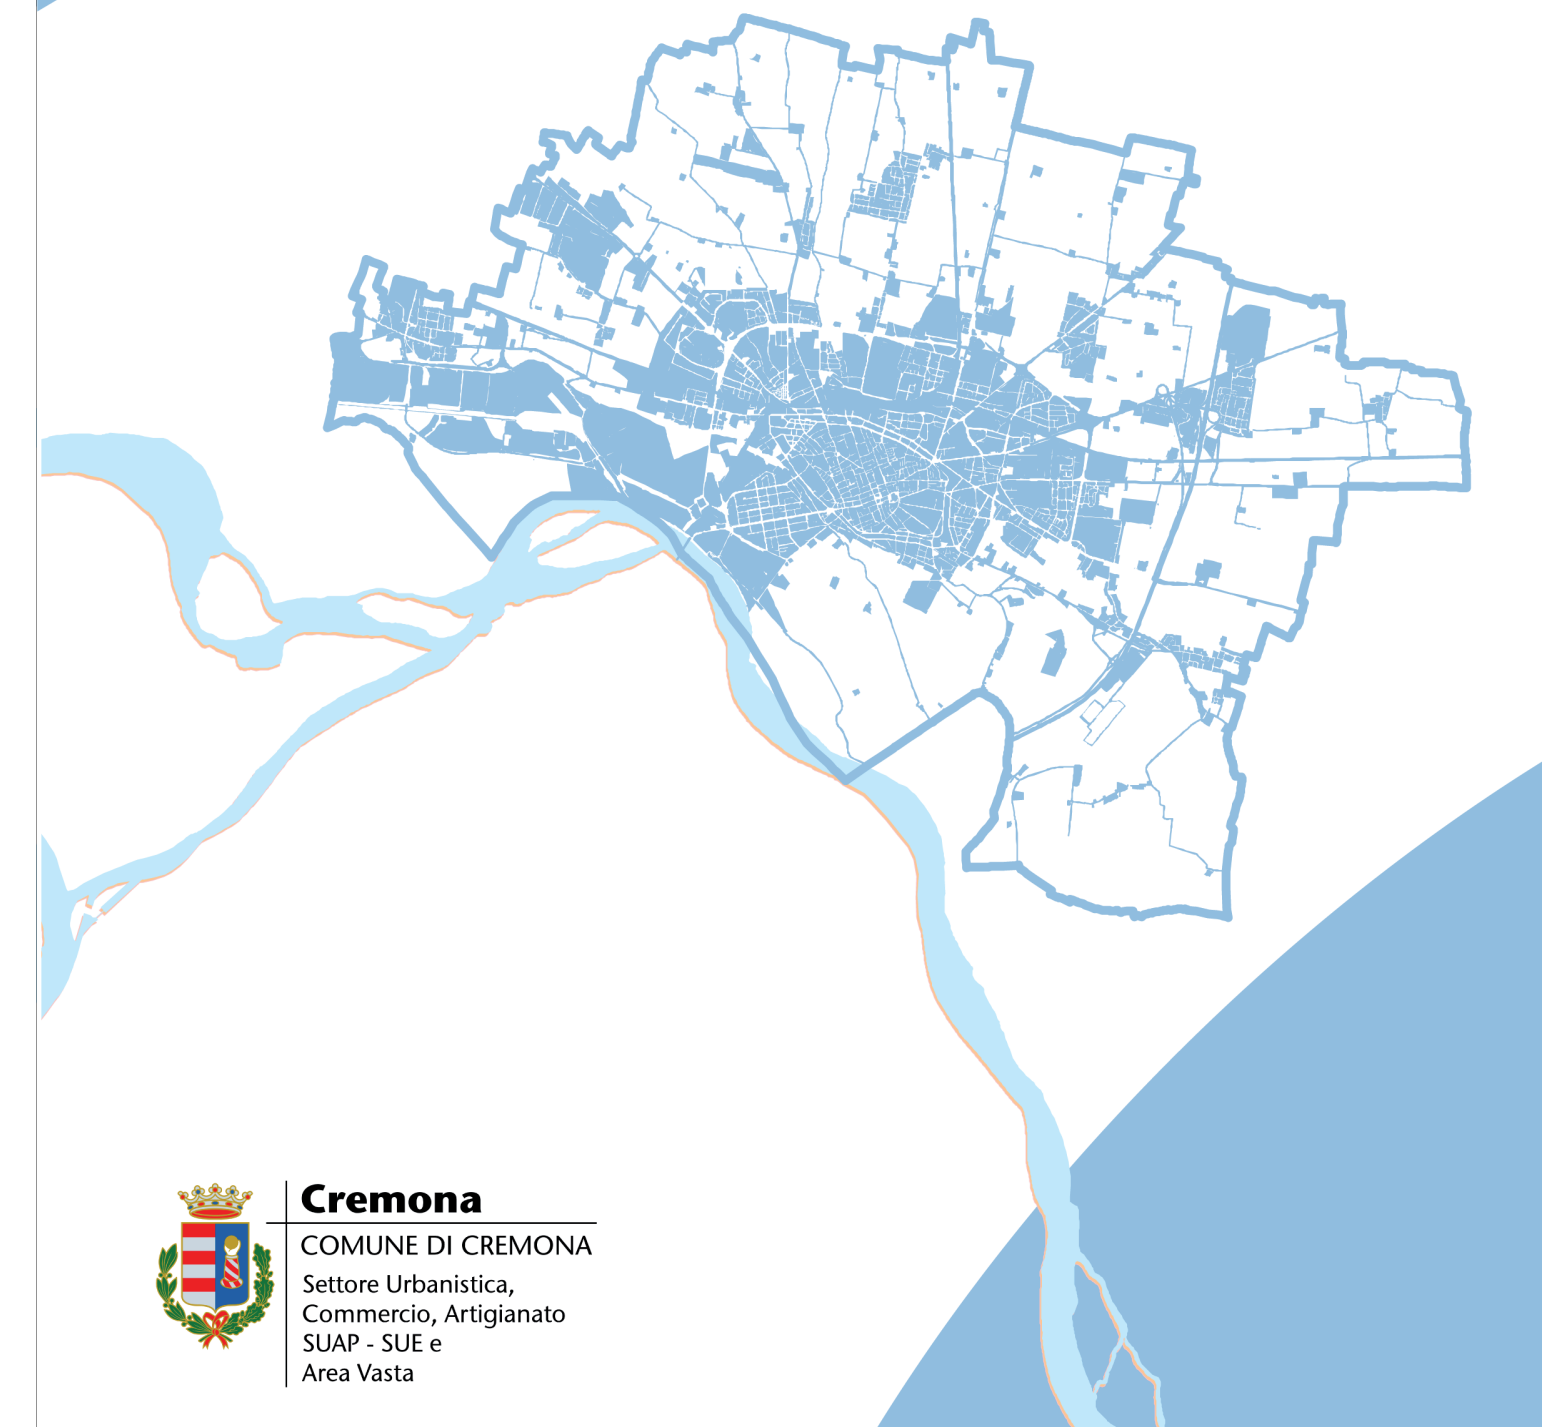 Cremona
COMUNE DI CREMONA
Settore Urbanistica,
Commercio, Artigianato
SUAP - SUE e
Area Vasta